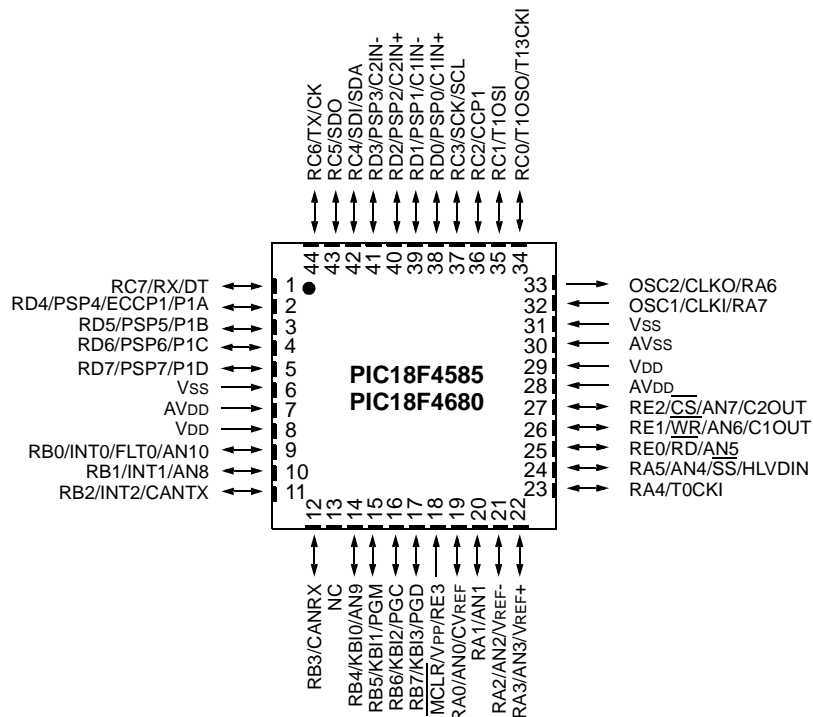 RC6/TX/CK
RC5/SDO
RC4/SDI/SDA
RD3/PSP3/C2IN-
RD2/PSP2/C2IN+
RD1/PSP1/C1IN-
RD0/PSP0/C1IN+
RC3/SCK/SCL
RC2/CCP1
RC1/T1OSI
RC0/T1OSO/T13CKI
44
43
42
41
40
39
38
37
36
35
34
RC7/RX/DT
RD4/PSP4/ECCP1/P1A
RD5/PSP5/P1B
RD6/PSP6/P1C
RD7/PSP7/P1D
VSS
AVDD
VDD
RB0/INT0/FLT0/AN10
RB1/INT1/AN8
RB2/INT2/CANTX
1
2
3
4
5
6
7
8
9
10
11
PIC18F4585
PIC18F4680
33
32
31
30
29
28
27
26
25
24
23
OSC2/CLKO/RA6
OSC1/CLKI/RA7
VSS
AVSS
VDD
AVDD
RE2/CS/AN7/C2OUT
RE1/WR/AN6/C1OUT
RE0/RD/AN5
RA5/AN4/SS/HLVDIN
RA4/T0CKI
12
13
14
15
16
17
18
19
20
21
22
RB3/CANRX
NC
RB4/KBI0/AN9
RB5/KBI1/PGM
RB6/KBI2/PGC
RB7/KBI3/PGD
MCLR/VPP/RE3
RA0/AN0/CVREF
RA1/AN1
RA2/AN2/VREF-
RA3/AN3/VREF+